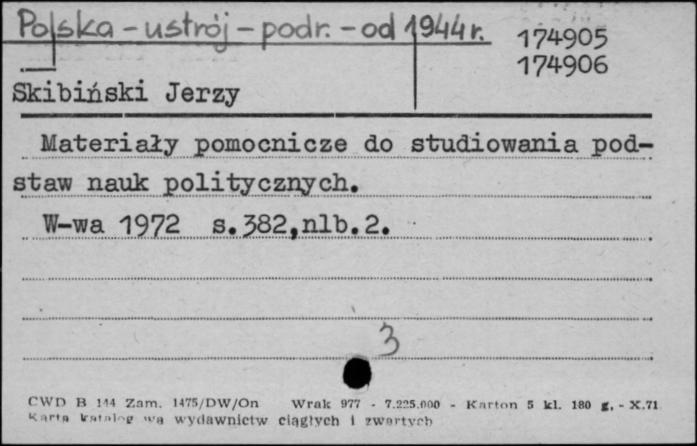 Polska - ustrój - podr. - od 1944 r.
174905
174906
Skibiński Jerzy
Materiały pomocnicze do studiowania pod-
staw nauk politycznych.
W-wa 1972 s.382,nlb.2.
3
CWD B 144 Zam. 1475/DW/On Wrak 977 - 7.225.000 - Karton 5 kl. 180 g. - X.71
Karta katalogowa wydawnictw ciągłych i zwartych